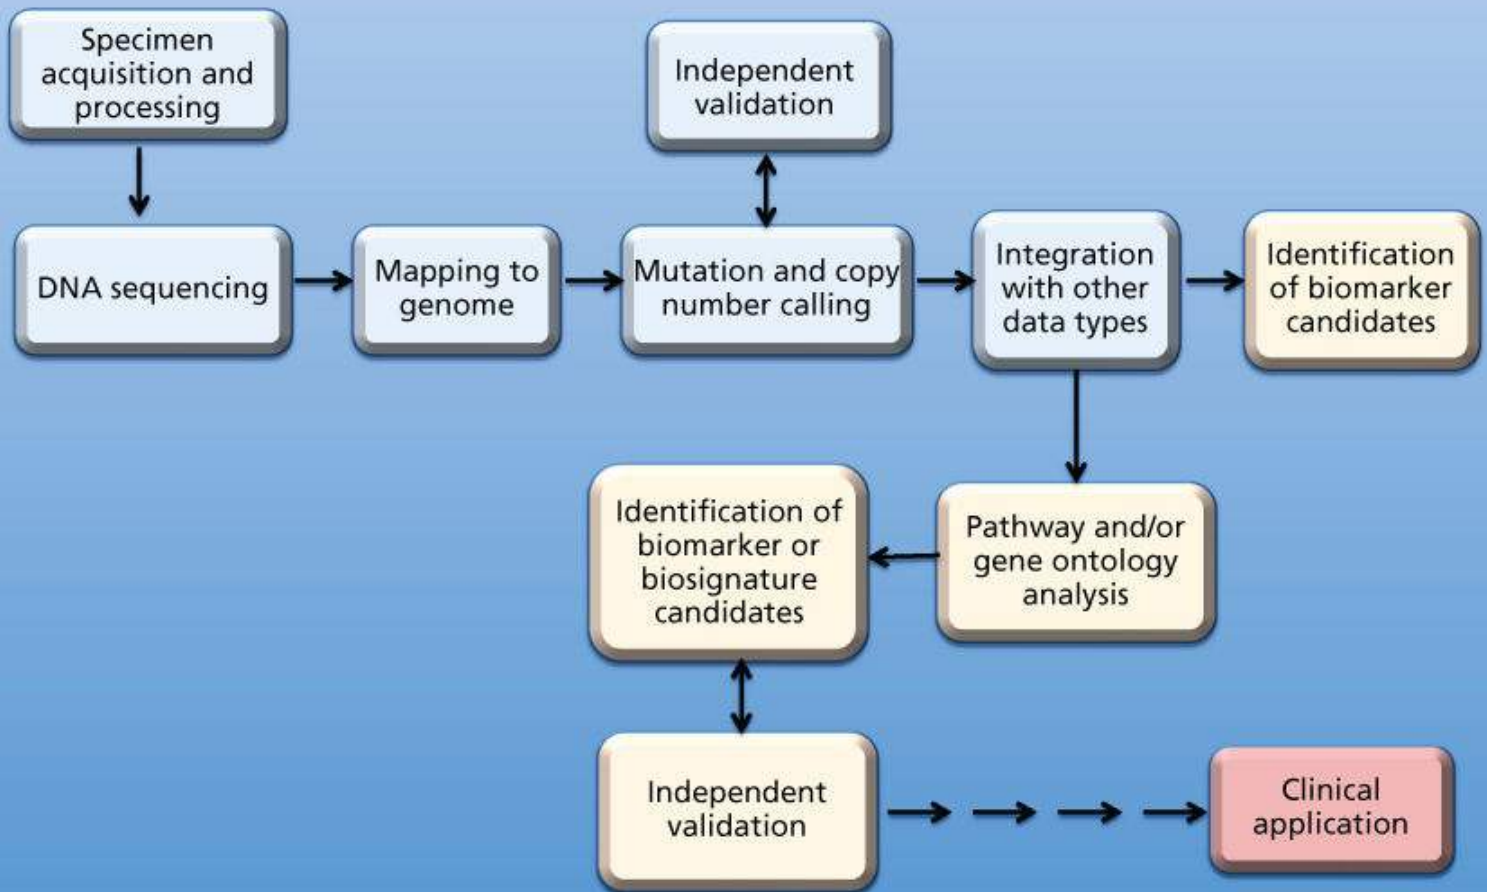 Specimen
acquisition and
processing
Independent
validation
DNA sequencing
Mapping to
genome
Mutation and copy
number calling
Integration
with other
data types
Identification
of biomarker
candidates
Identification of
biomarker or
biosignature
candidates
Pathway and/or
gene ontology
analysis
Independent
validation
Clinical
application